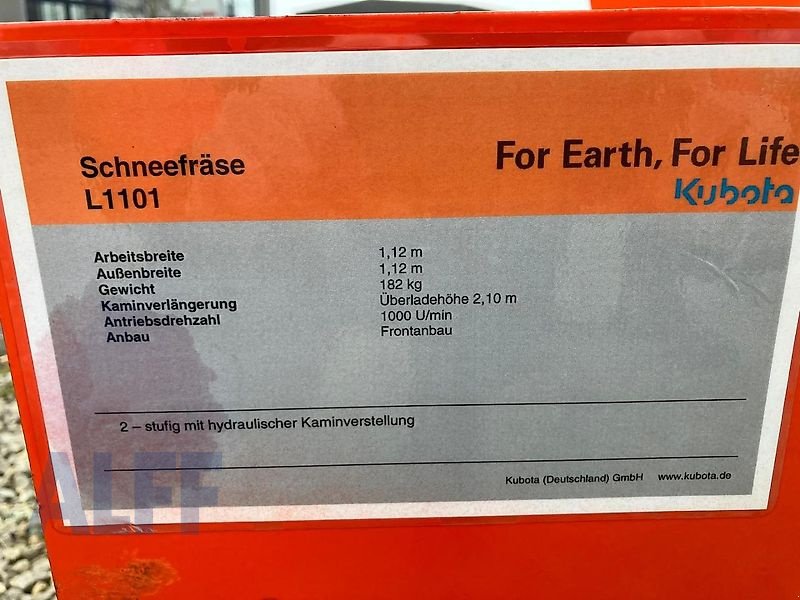 Schneefräse
L1101
For Earth, For Life
Kubota
Arbeitsbreite 1,12 m
Außenbreite 1,12 m
Gewicht 182 kg
Kaminverlängerung Überladehöhe 2,10 m
Antriebsdrehzahl 1000 U/min
Anbau Frontanbau
2 – stufig mit hydraulischer Kaminverstellung
Kubota (Deutschland) GmbH www.kubota.de
ALFF